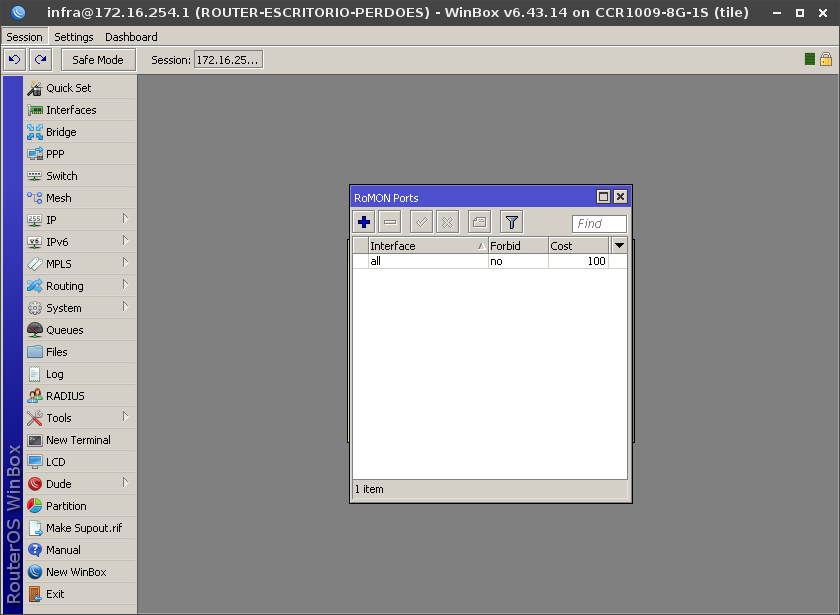 infra@172.16.254.1 (ROUTER-ESCRITORIO-PERDOES) - WinBox v6.43.14 on CCR1009-8G-1S (tile)
Session Settings Dashboard
Safe Mode Session: 172.16.25...
Quick Set
Interfaces
Bridge
PPP
Switch
Mesh
255 IP
v6 IPv6
MPLS
Routing
System
Queues
Files
Log
RADIUS
Tools
New Terminal
LCD
Dude
Partition
Make Supout.rif
Manual
New WinBox
Exit
RouterOS WinBox
RoMON Ports
Find
Interface Forbid Cost
all no 100
1 item